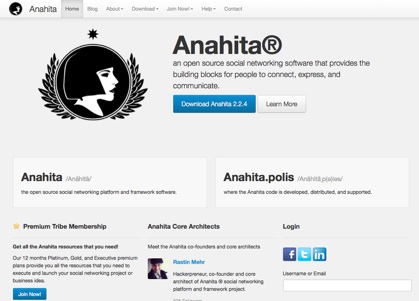 Anahita Home Blog About Download Join Now! Help Contact
Anahita®
an open source social networking software that provides the
building blocks for people to connect, express, and
communicate.
Download Anahita 2.2.4 Learn More
Anahita /Anāhitā/
the open source social networking platform and framework software.
Anahita.polis
where the Anahita code is developed, distributed, and supported.
Premium Tribe Membership
Get all the Anahita resources that you need!
Our 12 months Platinum, Gold, and Executive premium
plans provide you all the resources that you need to
execute and launch your social networking project or
business idea.
Join Now!
Anahita Core Architects
Meet the Anahita co-founders and core architects
Rastin Mehr
Hackerpreneur, co-founder and core
architect of Anahita ® social networking
platform and framework project.
Login
Username or Email